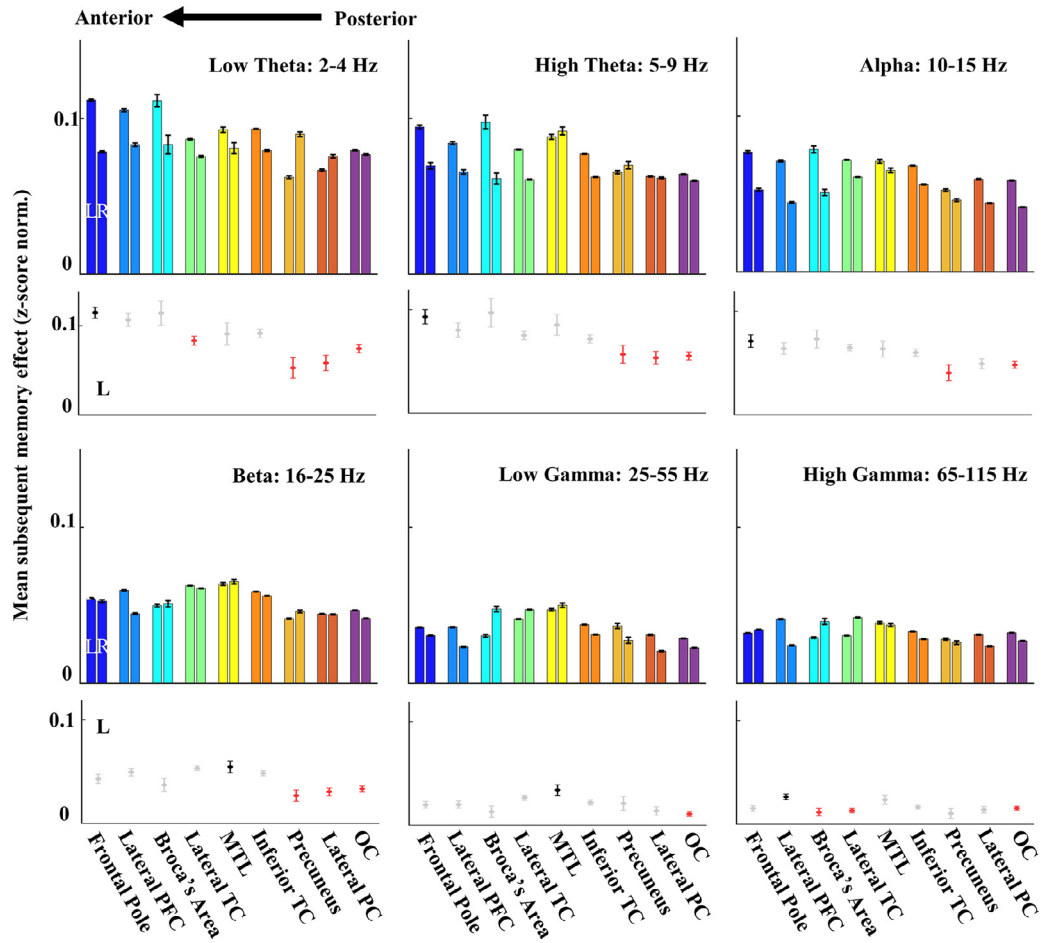 Anterior Posterior
Low Theta: 2-4 Hz
High Theta: 5-9 Hz
Alpha: 10-15 Hz
0.1
LR
0
0.1
L
0
Mean subsequent memory effect (z-score norm.)
Beta: 16-25 Hz
Low Gamma: 25-55 Hz
High Gamma: 65-115 Hz
0.1
LR
0
0.1
L
0
Frontal Pole
Lateral PFC
Broca's Area
Lateral TC
MTL
Inferior TC
Precuneus
Lateral PC
OC
Frontal Pole
Lateral PFC
Broca's Area
Lateral TC
MTL
Inferior TC
Precuneus
Lateral PC
OC
Frontal Pole
Lateral PFC
Broca's Area
Lateral TC
MTL
Inferior TC
Precuneus
Lateral PC
OC